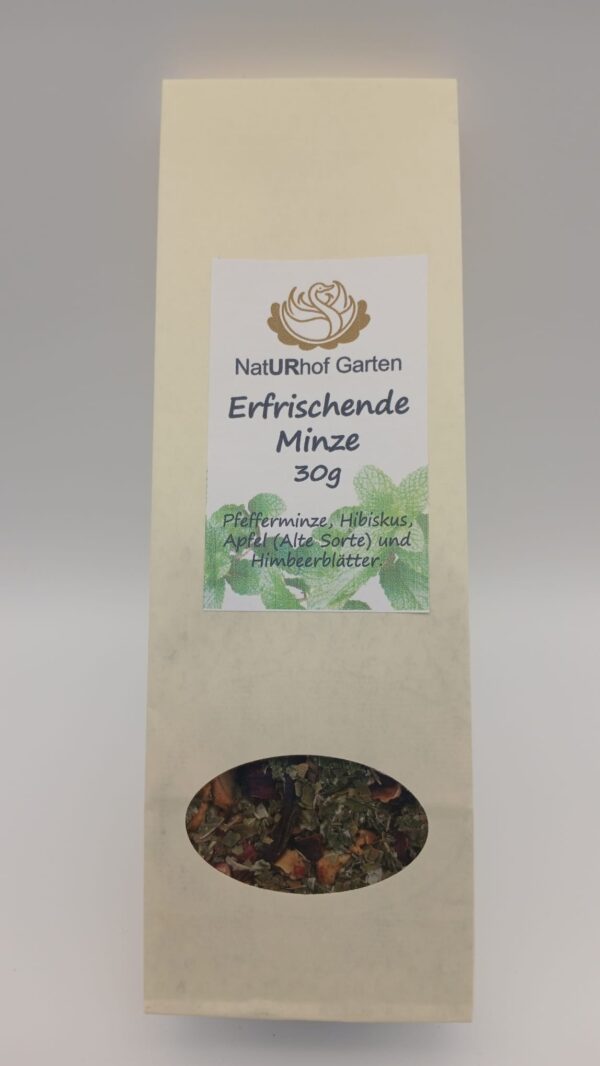 NatURhof Garten
Erfrischende
Minze
30g
Pfefferminze, Hibiskus,
Apfel (Alte Sorte) und
Himbeerblätter.